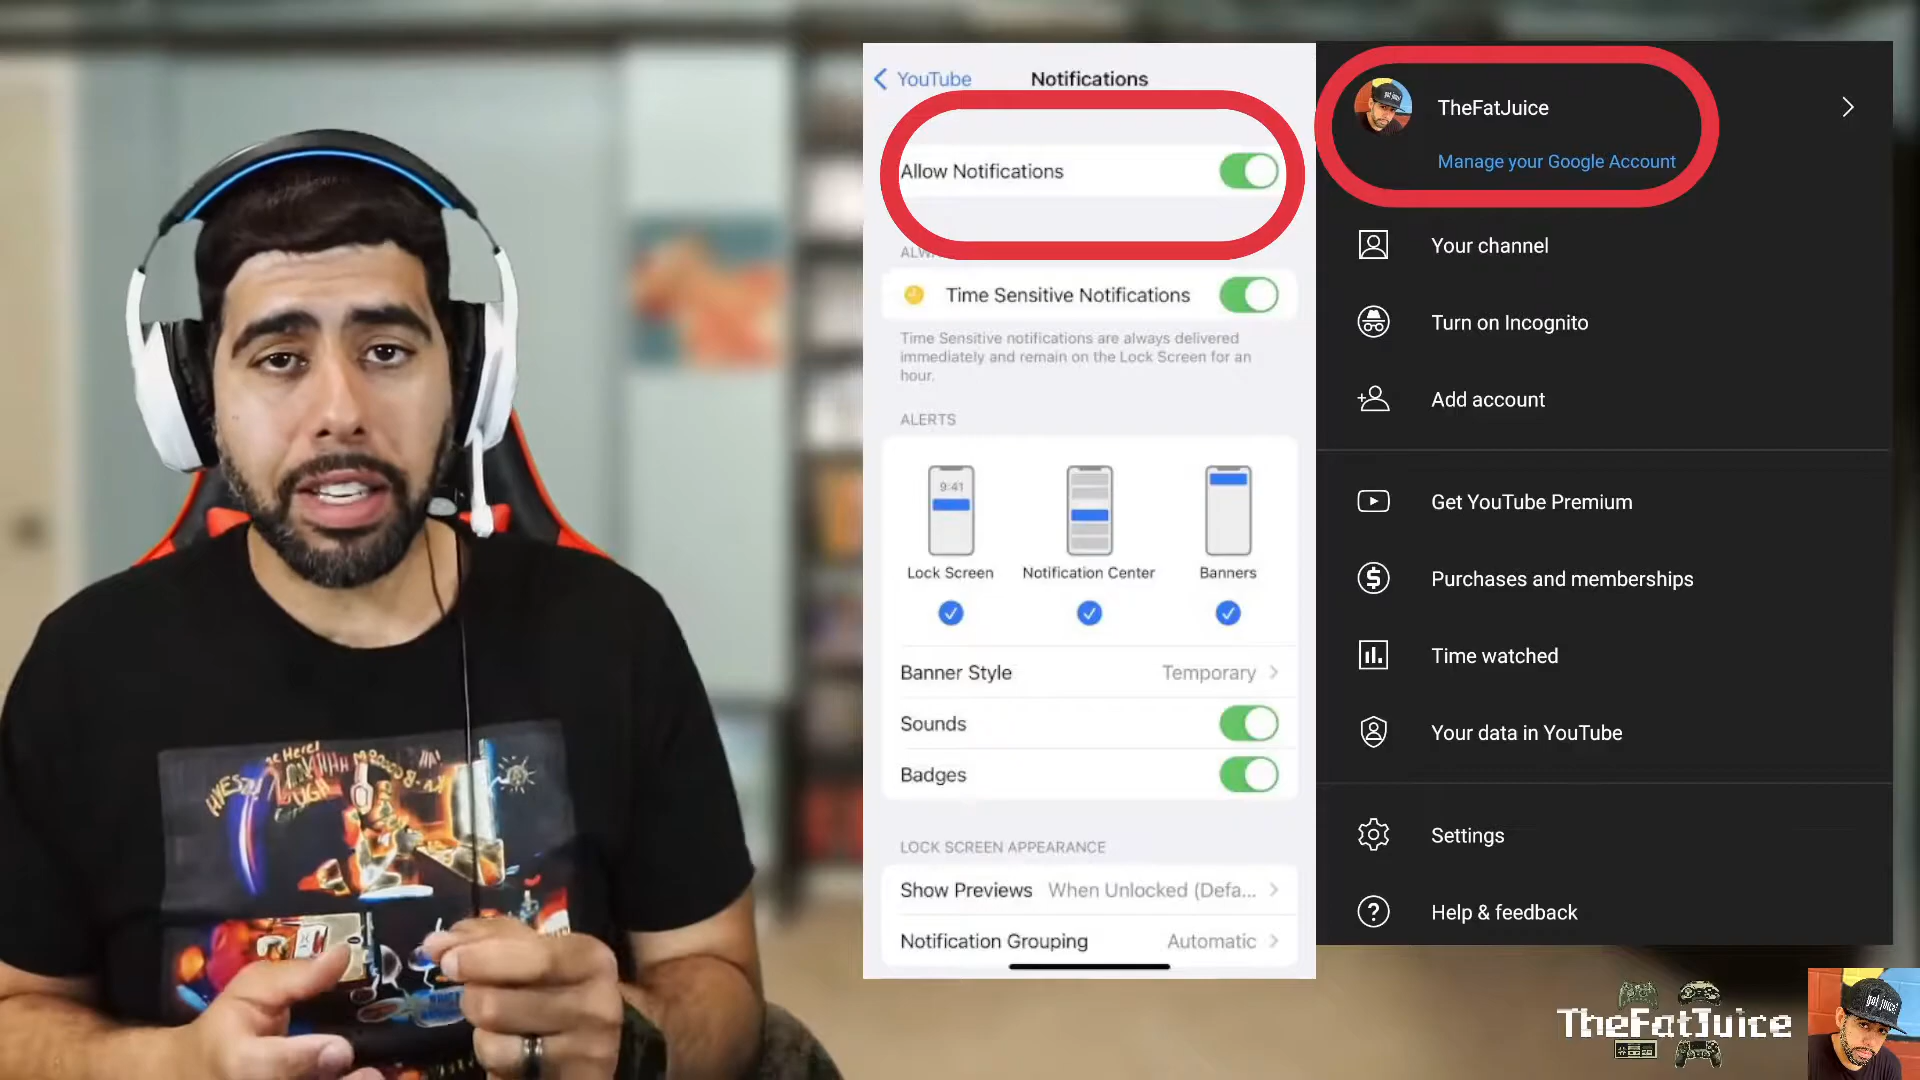 YouTube
Notifications
Allow Notifications
Time Sensitive Notifications
Time Sensitive notifications are always delivered
immediately and remain on the Lock Screen for an
hour.
ALERTS
9:41
Lock Screen
Notification Center
Banners
Banner Style
Temporary
Sounds
Badges
LOCK SCREEN APPEARANCE
Show Previews
When Unlocked (Defa...
Notification Grouping
Automatic
TheFatJuice
Manage your Google Account
Your channel
Turn on Incognito
Add account
Get YouTube Premium
Purchases and memberships
Time watched
Your data in YouTube
Settings
Help & feedback
TheFatJuice
got juice?